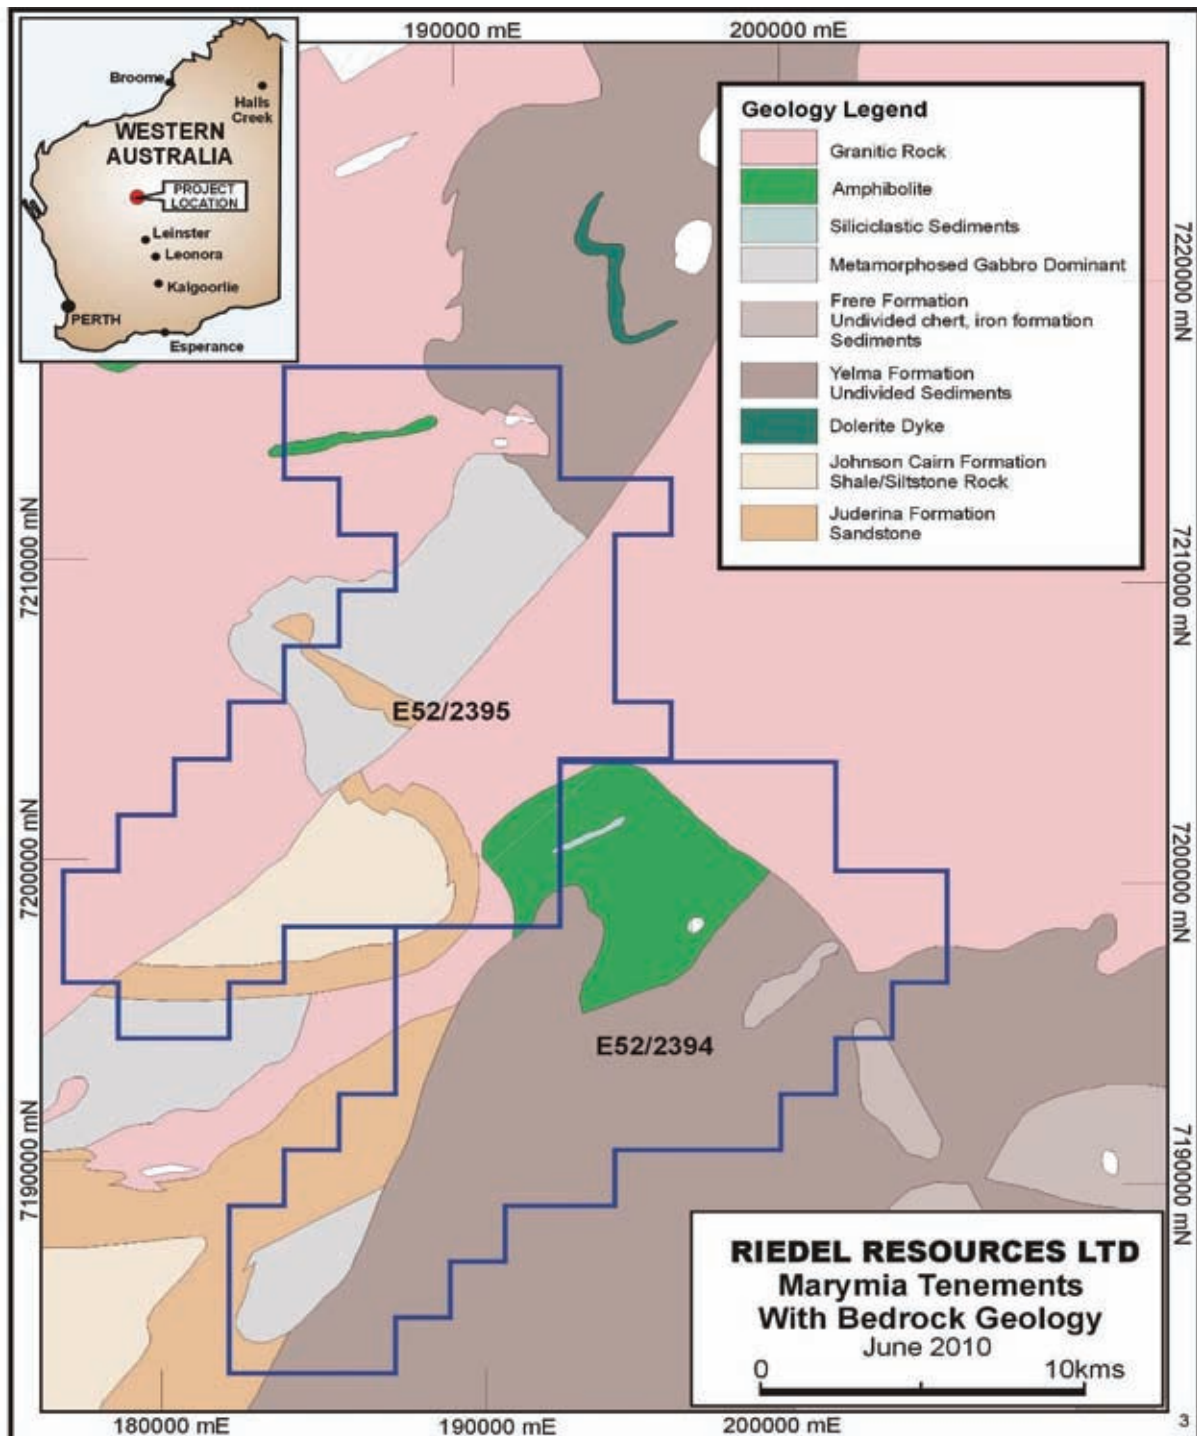 190000 mE
200000 mE
Broome
Halls
Creek
WESTERN
AUSTRALIA
PROJECT
LOCATION
Leinster
Leonora
Kalgoorlie
PERTH
Esperance
Geology Legend
Granitic Rock
Amphibolite
Siliciclastic Sediments
Metamorphosed Gabbro Dominant
Frere Formation
Undivided chert, iron formation
Sediments
Yelma Formation
Undivided Sediments
Dolerite Dyke
Johnson Cairn Formation
Shale/Siltstone Rock
Juderina Formation
Sandstone
7220000 mN
7210000 mN
7210000 mN
E52/2395
7200000 mN
7200000 mN
E52/2394
7190000 mN
7190000 mN
RIEDEL RESOURCES LTD
Marymia Tenements
With Bedrock Geology
June 2010
0
10kms
180000 mE
190000 mE
200000 mE
3